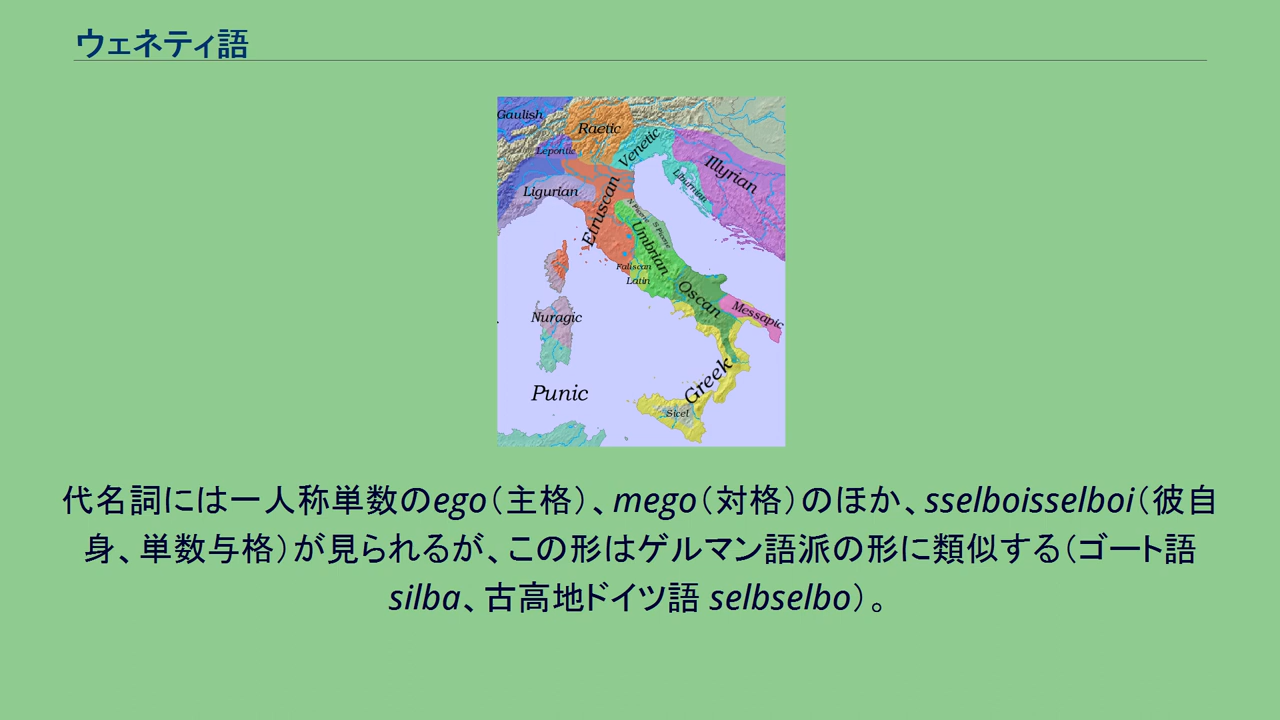 ウェネティ語
Gaulish
Raetic
Lepontic
Venetic
Illyrian
Liburnian
Ligurian
Etruscan
N Picene
S Picene
Umbrian
Faliscan
Latin
Oscan
Messapic
Nuragic
Greek
Punic
Sicel
代名詞には一人称単数のego（主格）、mego（対格）のほか、sselboisselboi（彼自
身、単数与格）が見られるが、この形はゲルマン語派の形に類似する（ゴート語
silba、古高地ドイツ語 selbselbo）。